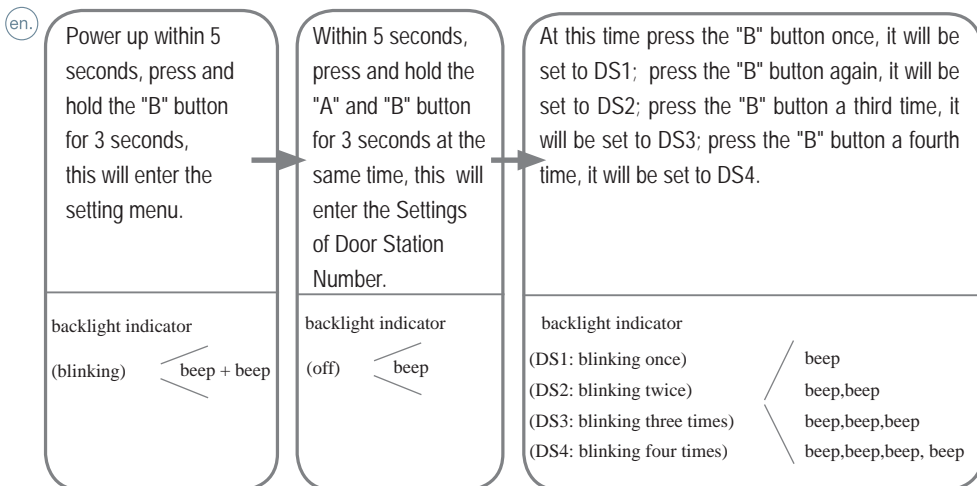 en.
Power up within 5
seconds, press and
hold the "B" button
for 3 seconds,
this will enter the
setting menu.
backlight indicator
(blinking)
beep + beep
Within 5 seconds,
press and hold the
"A" and "B" button
for 3 seconds at the
same time, this will
enter the Settings
of Door Station
Number.
backlight indicator
(off)
beep
At this time press the "B" button once, it will be
set to DS1; press the "B" button again, it will be
set to DS2; press the "B" button a third time, it
will be set to DS3; press the "B" button a fourth
time, it will be set to DS4.
backlight indicator
(DS1: blinking once) beep
(DS2: blinking twice) beep,beep
(DS3: blinking three times) beep,beep,beep
(DS4: blinking four times) beep,beep,beep, beep